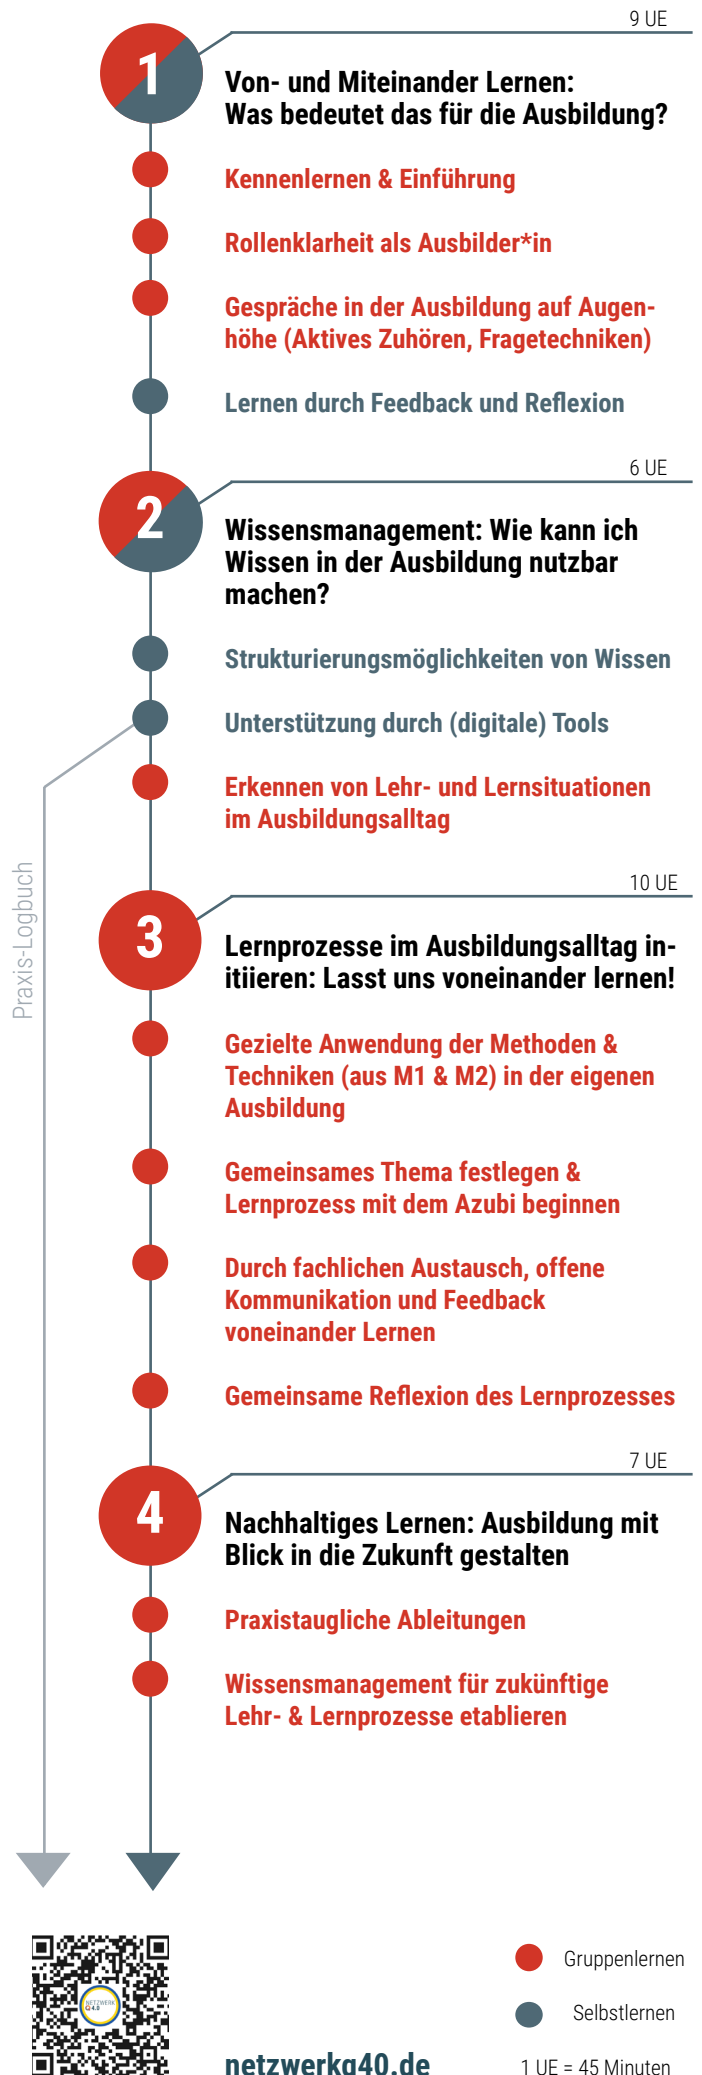 9 UE
1
Von- und Miteinander Lernen:
Was bedeutet das für die Ausbildung?
Kennenlernen & Einführung
Rollenklarheit als Ausbilder*in
Gespräche in der Ausbildung auf Augen-
höhe (Aktives Zuhören, Fragetechniken)
Lernen durch Feedback und Reflexion
6 UE
2
Wissensmanagement: Wie kann ich
Wissen in der Ausbildung nutzbar
machen?
Strukturierungsmöglichkeiten von Wissen
Unterstützung durch (digitale) Tools
Erkennen von Lehr- und Lernsituationen
im Ausbildungsalltag
Praxis-Logbuch
10 UE
3
Lernprozesse im Ausbildungsalltag in-
itiieren: Lasst uns voneinander lernen!
Gezielte Anwendung der Methoden &
Techniken (aus M1 & M2) in der eigenen
Ausbildung
Gemeinsames Thema festlegen &
Lernprozess mit dem Azubi beginnen
Durch fachlichen Austausch, offene
Kommunikation und Feedback
voneinander Lernen
Gemeinsame Reflexion des Lernprozesses
7 UE
4
Nachhaltiges Lernen: Ausbildung mit
Blick in die Zukunft gestalten
Praxistaugliche Ableitungen
Wissensmanagement für zukünftige
Lehr- & Lernprozesse etablieren
NETZWERK
Q 4.0
Gruppenlernen
Selbstlernen
netzwerkq40.de
1 UE = 45 Minuten